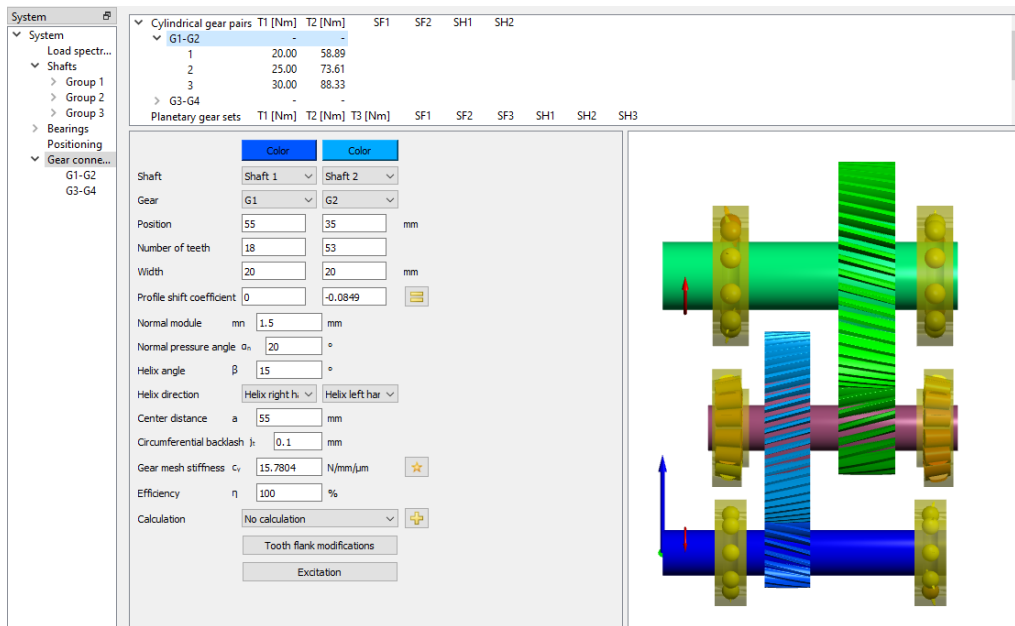 System
System
Load spectr...
Shafts
Group 1
Group 2
Group 3
Bearings
Positioning
Gear conne...
G1-G2
G3-G4
Cylindrical gear pairs T1 [Nm] T2 [Nm] SF1 SF2 SH1 SH2
G1-G2 - -
1 20.00 58.89
2 25.00 73.61
3 30.00 88.33
G3-G4 - -
Planetary gear sets T1 [Nm] T2 [Nm] T3 [Nm] SF1 SF2 SF3 SH1 SH2 SH3
Color Color
Shaft Shaft 1 Shaft 2
Gear G1 G2
Position 55 35 mm
Number of teeth 18 53
Width 20 20 mm
Profile shift coefficient 0 -0.0849
Normal module mn 1.5 mm
Normal pressure angle αn 20 °
Helix angle β 15 °
Helix direction Helix right h Helix left har
Center distance a 55 mm
Circumferential backlash jt 0.1 mm
Gear mesh stiffness cγ 15.7804 N/mm/μm
Efficiency η 100 %
Calculation No calculation
Tooth flank modifications
Excitation